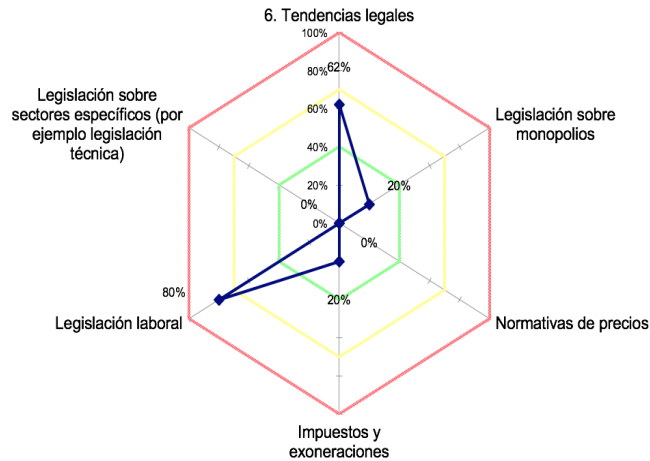 6. Tendencias legales
100%
80%
62%
60%
40%
20%
0%
0%
20%
0%
20%
80%
Legislación sobre
monopolios
Normativas de precios
Impuestos y
exoneraciones
Legislación laboral
Legislación sobre
sectores específicos (por
ejemplo legislación
técnica)